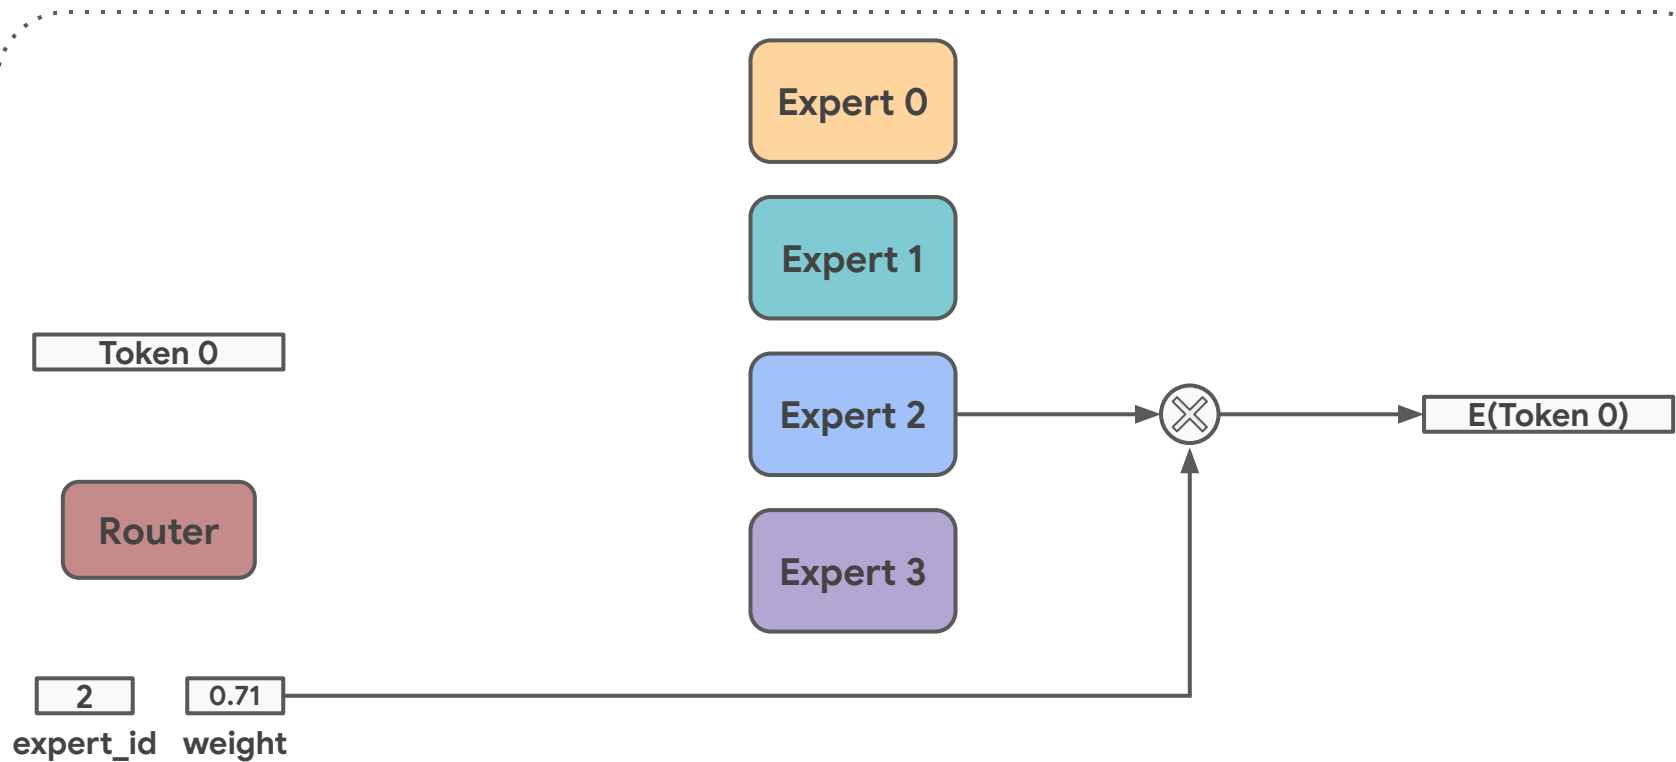 Expert 0
Expert 1
Token 0
Expert 2
E(Token 0)
Router
Expert 3
2
0.71
expert_id
weight